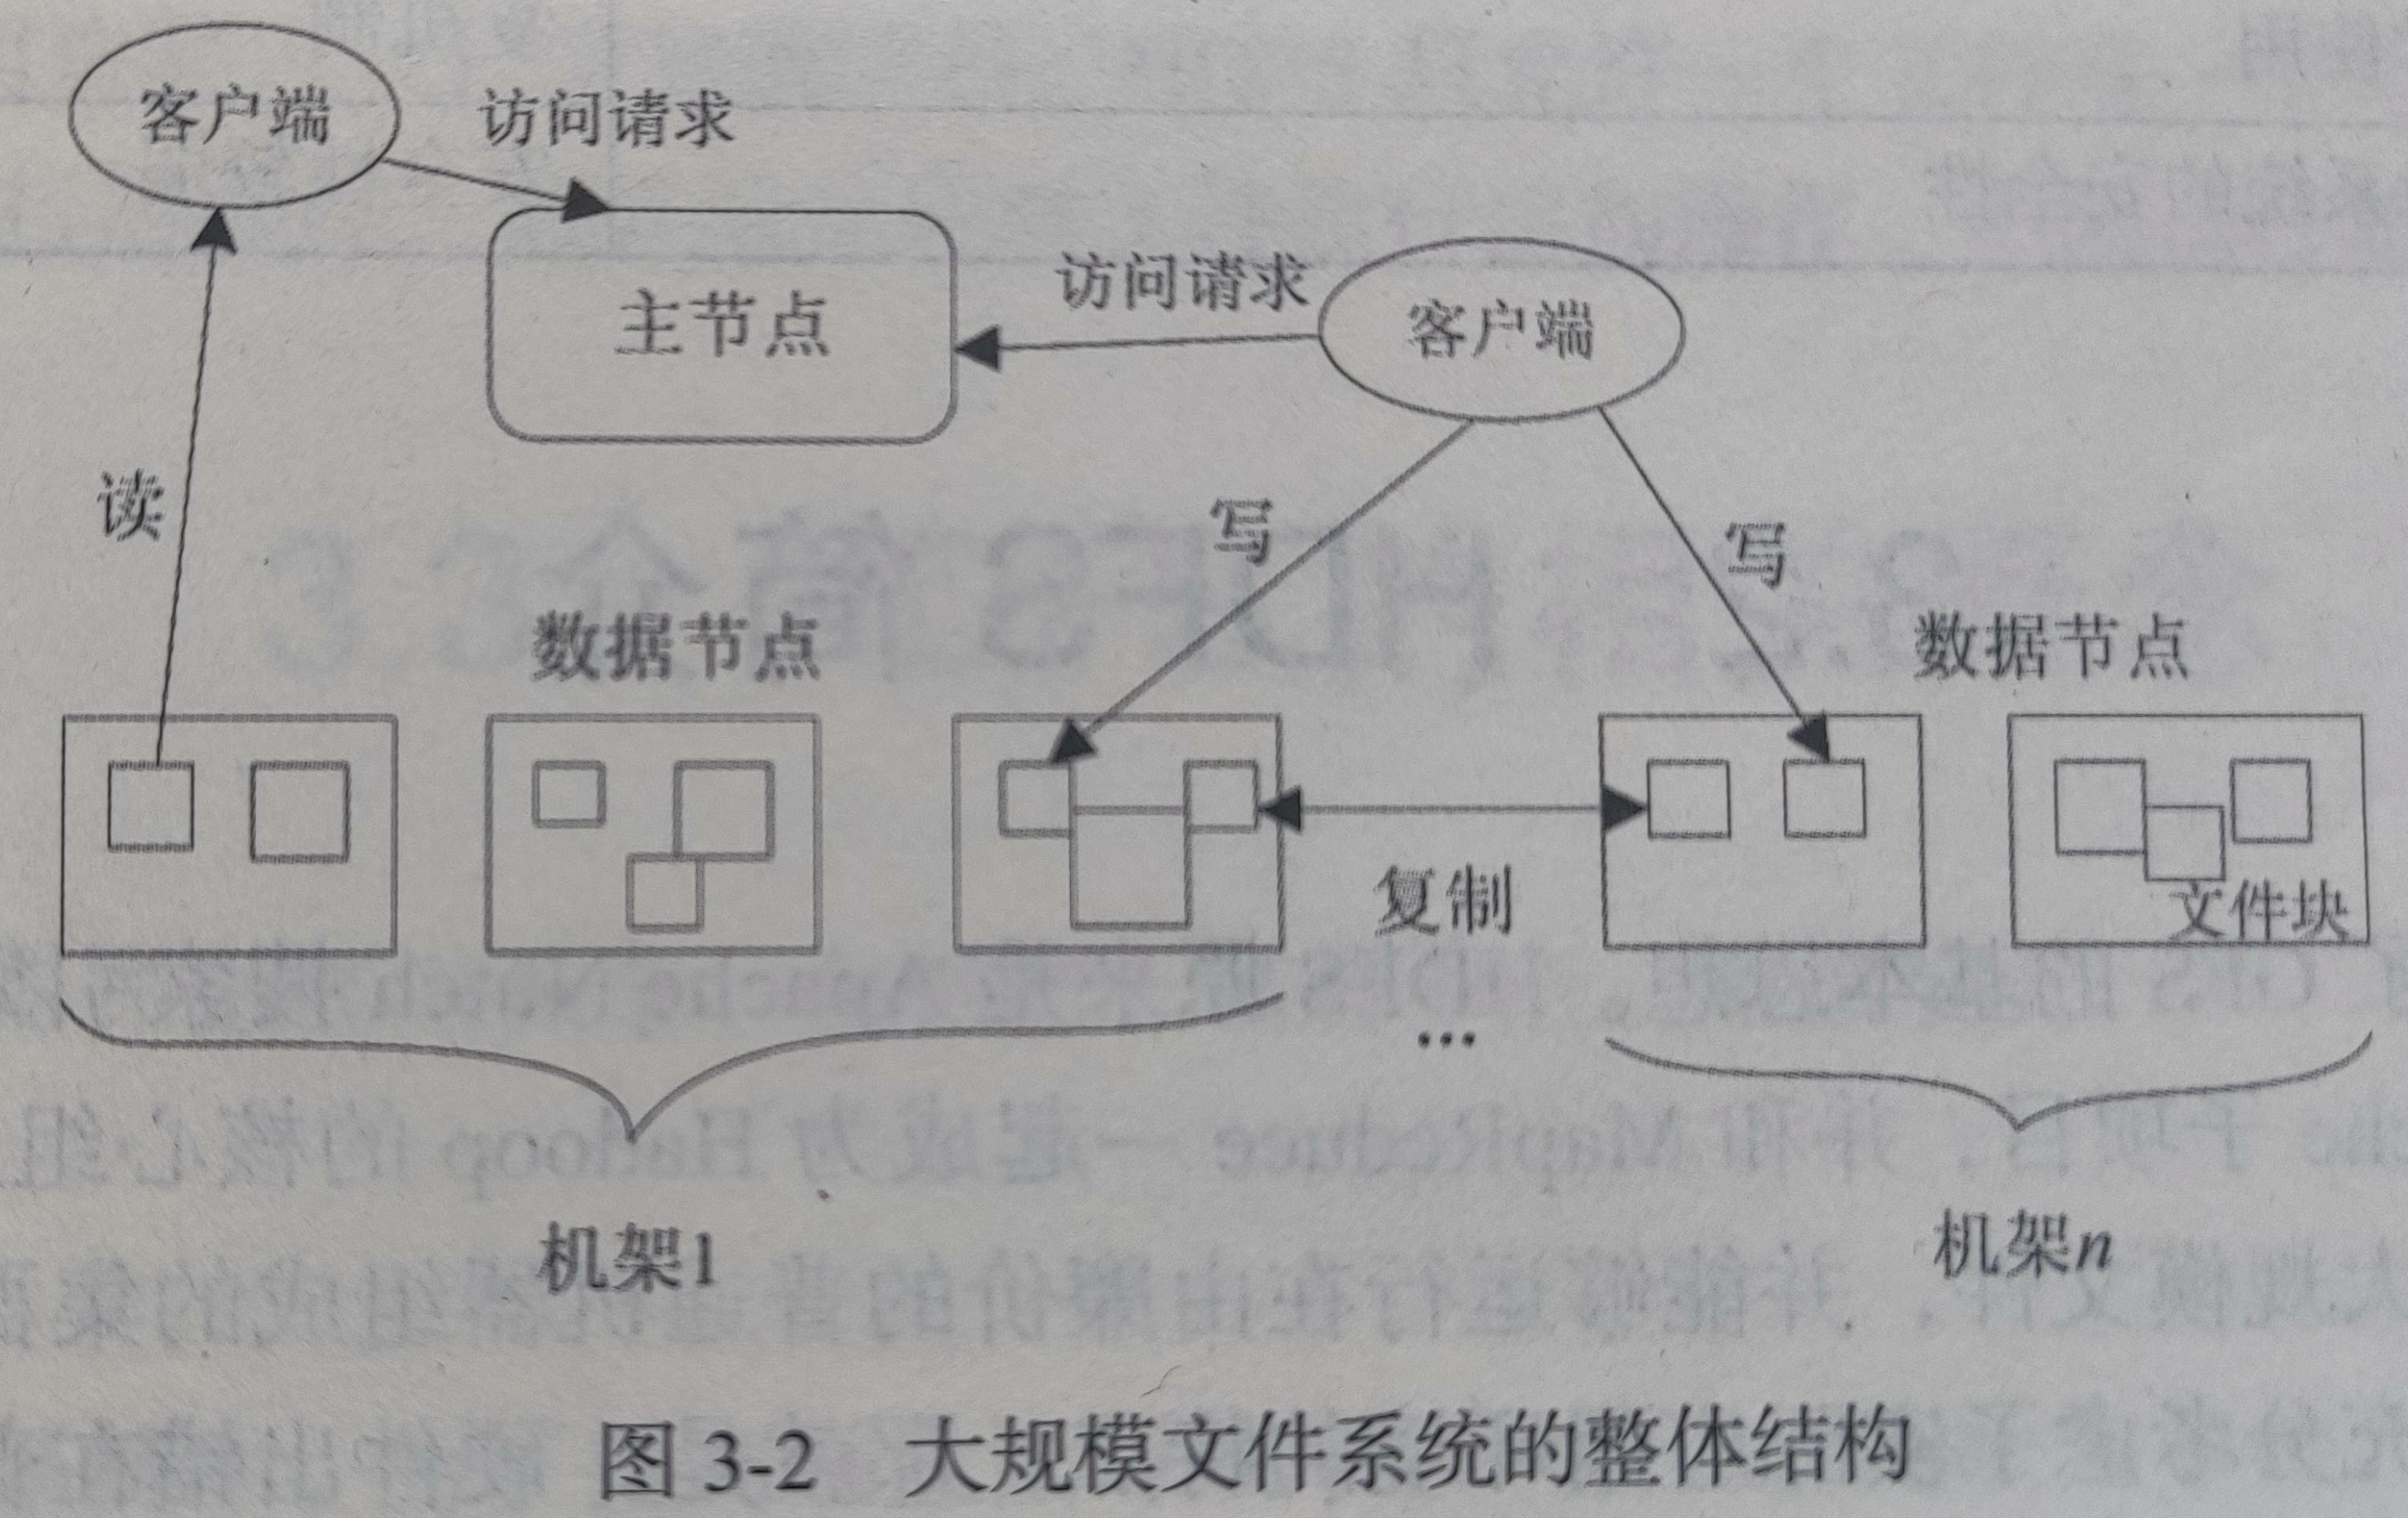 客户端
访问请求
主节点
访问请求
客户端
读
写
写
数据节点
数据节点
复制
文件块
...
机架1
机架n
图 3-2 大规模文件系统的整体结构